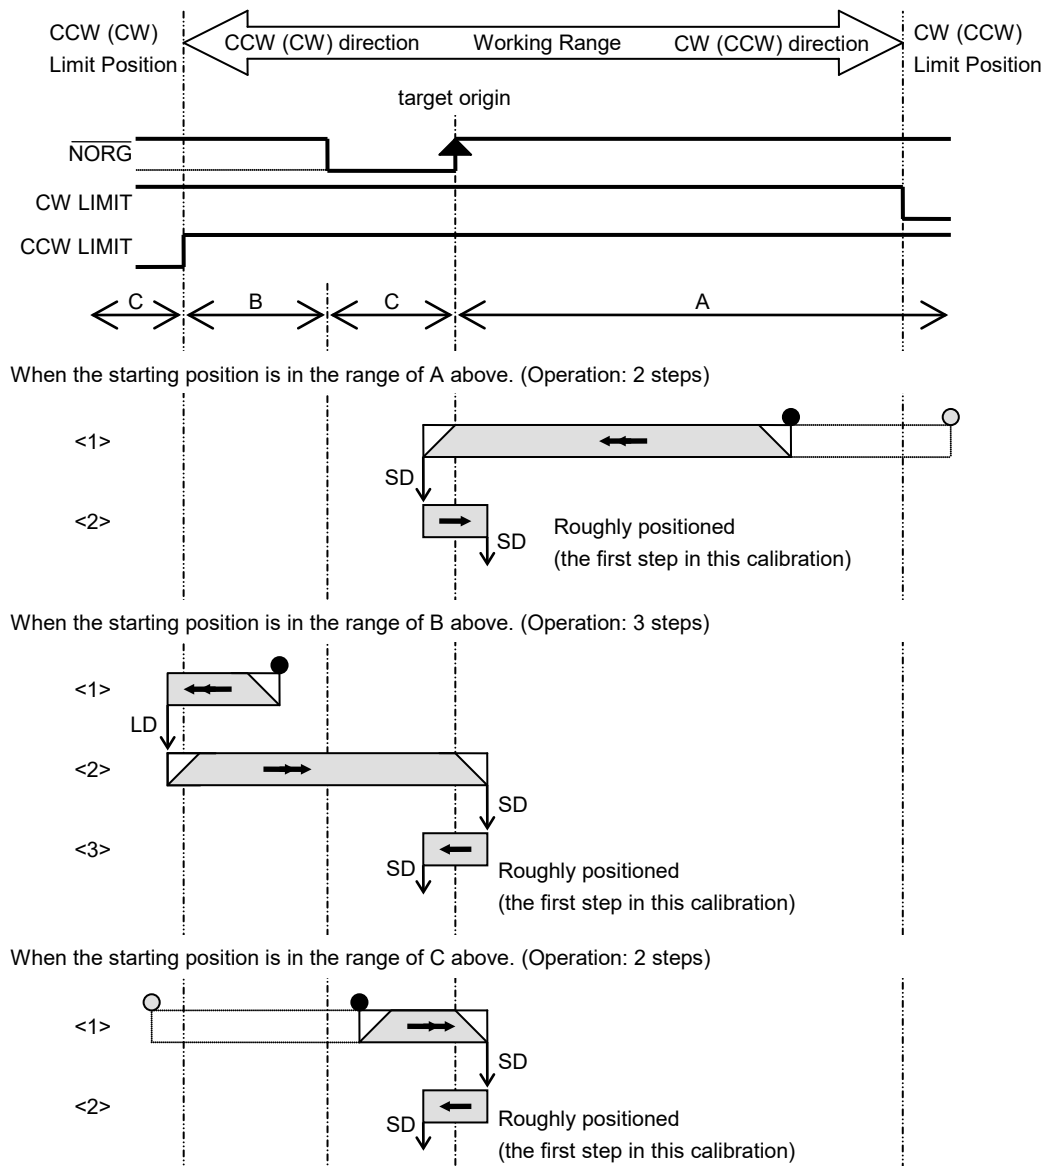 CCW (CW)
Limit Position
CCW (CW) direction
Working Range
CW (CCW) direction
CW (CCW)
Limit Position
target origin
NORG
CW LIMIT
CCW LIMIT
C
B
C
A
When the starting position is in the range of A above. (Operation: 2 steps)
<1>
SD
<2>
SD
Roughly positioned
(the first step in this calibration)
When the starting position is in the range of B above. (Operation: 3 steps)
<1>
LD
<2>
SD
<3>
SD
Roughly positioned
(the first step in this calibration)
When the starting position is in the range of C above. (Operation: 2 steps)
<1>
SD
<2>
SD
Roughly positioned
(the first step in this calibration)